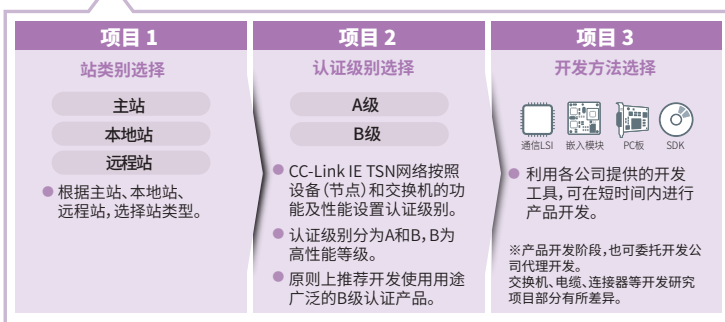 项目 1
站类别选择
主站
本地站
远程站
●根据主站、本地站、
远程站，选择站类型。
项目 2
认证级别选择
A级
B级
●CC-Link IE TSN网络按照
设备（节点）和交换机的功
能及性能设置认证级别。
●认证级别分为A和B，B为
高性能等级。
●原则上推荐开发使用用途
广泛的B级认证产品。
项目 3
开发方法选择
通信LSI 嵌入模块 PC板 SDK
●利用各公司提供的开发
工具，可在短时间内进行
产品开发。
※产品开发阶段，也可委托开发公
司代理开发。
交换机、电缆、连接器等开发研究
项目部分有所差异。